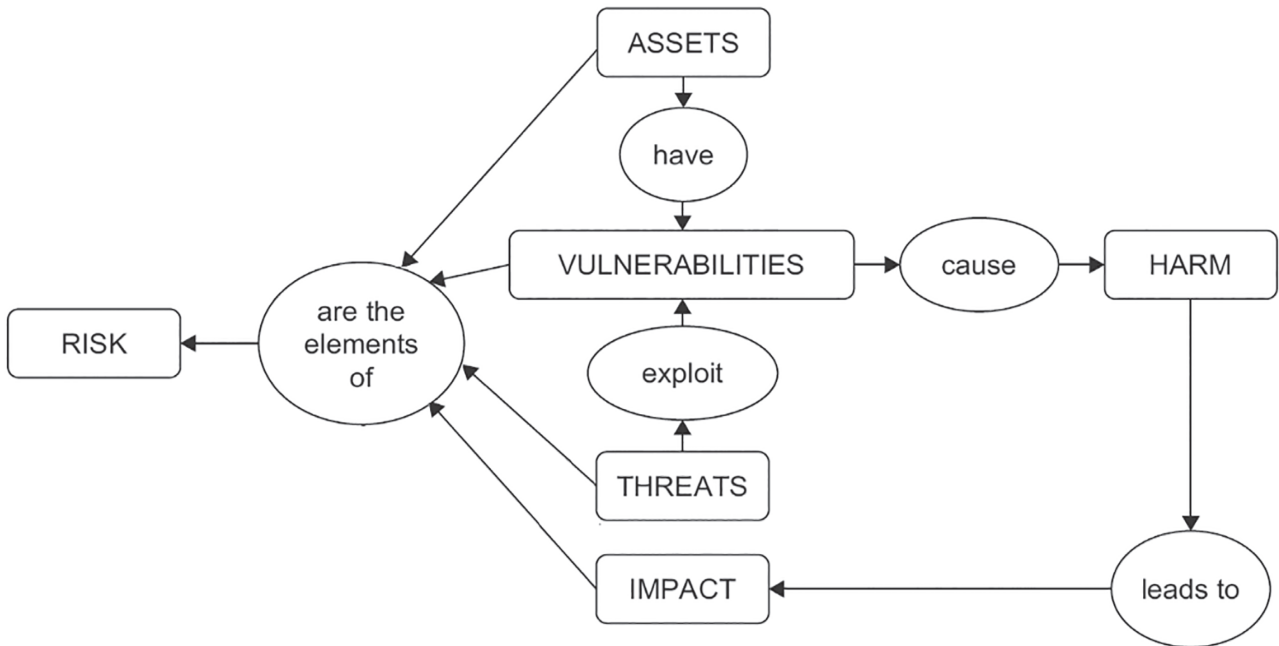 ASSETS
have
VULNERABILITIES
cause
HARM
are the
elements
of
RISK
exploit
THREATS
IMPACT
leads to